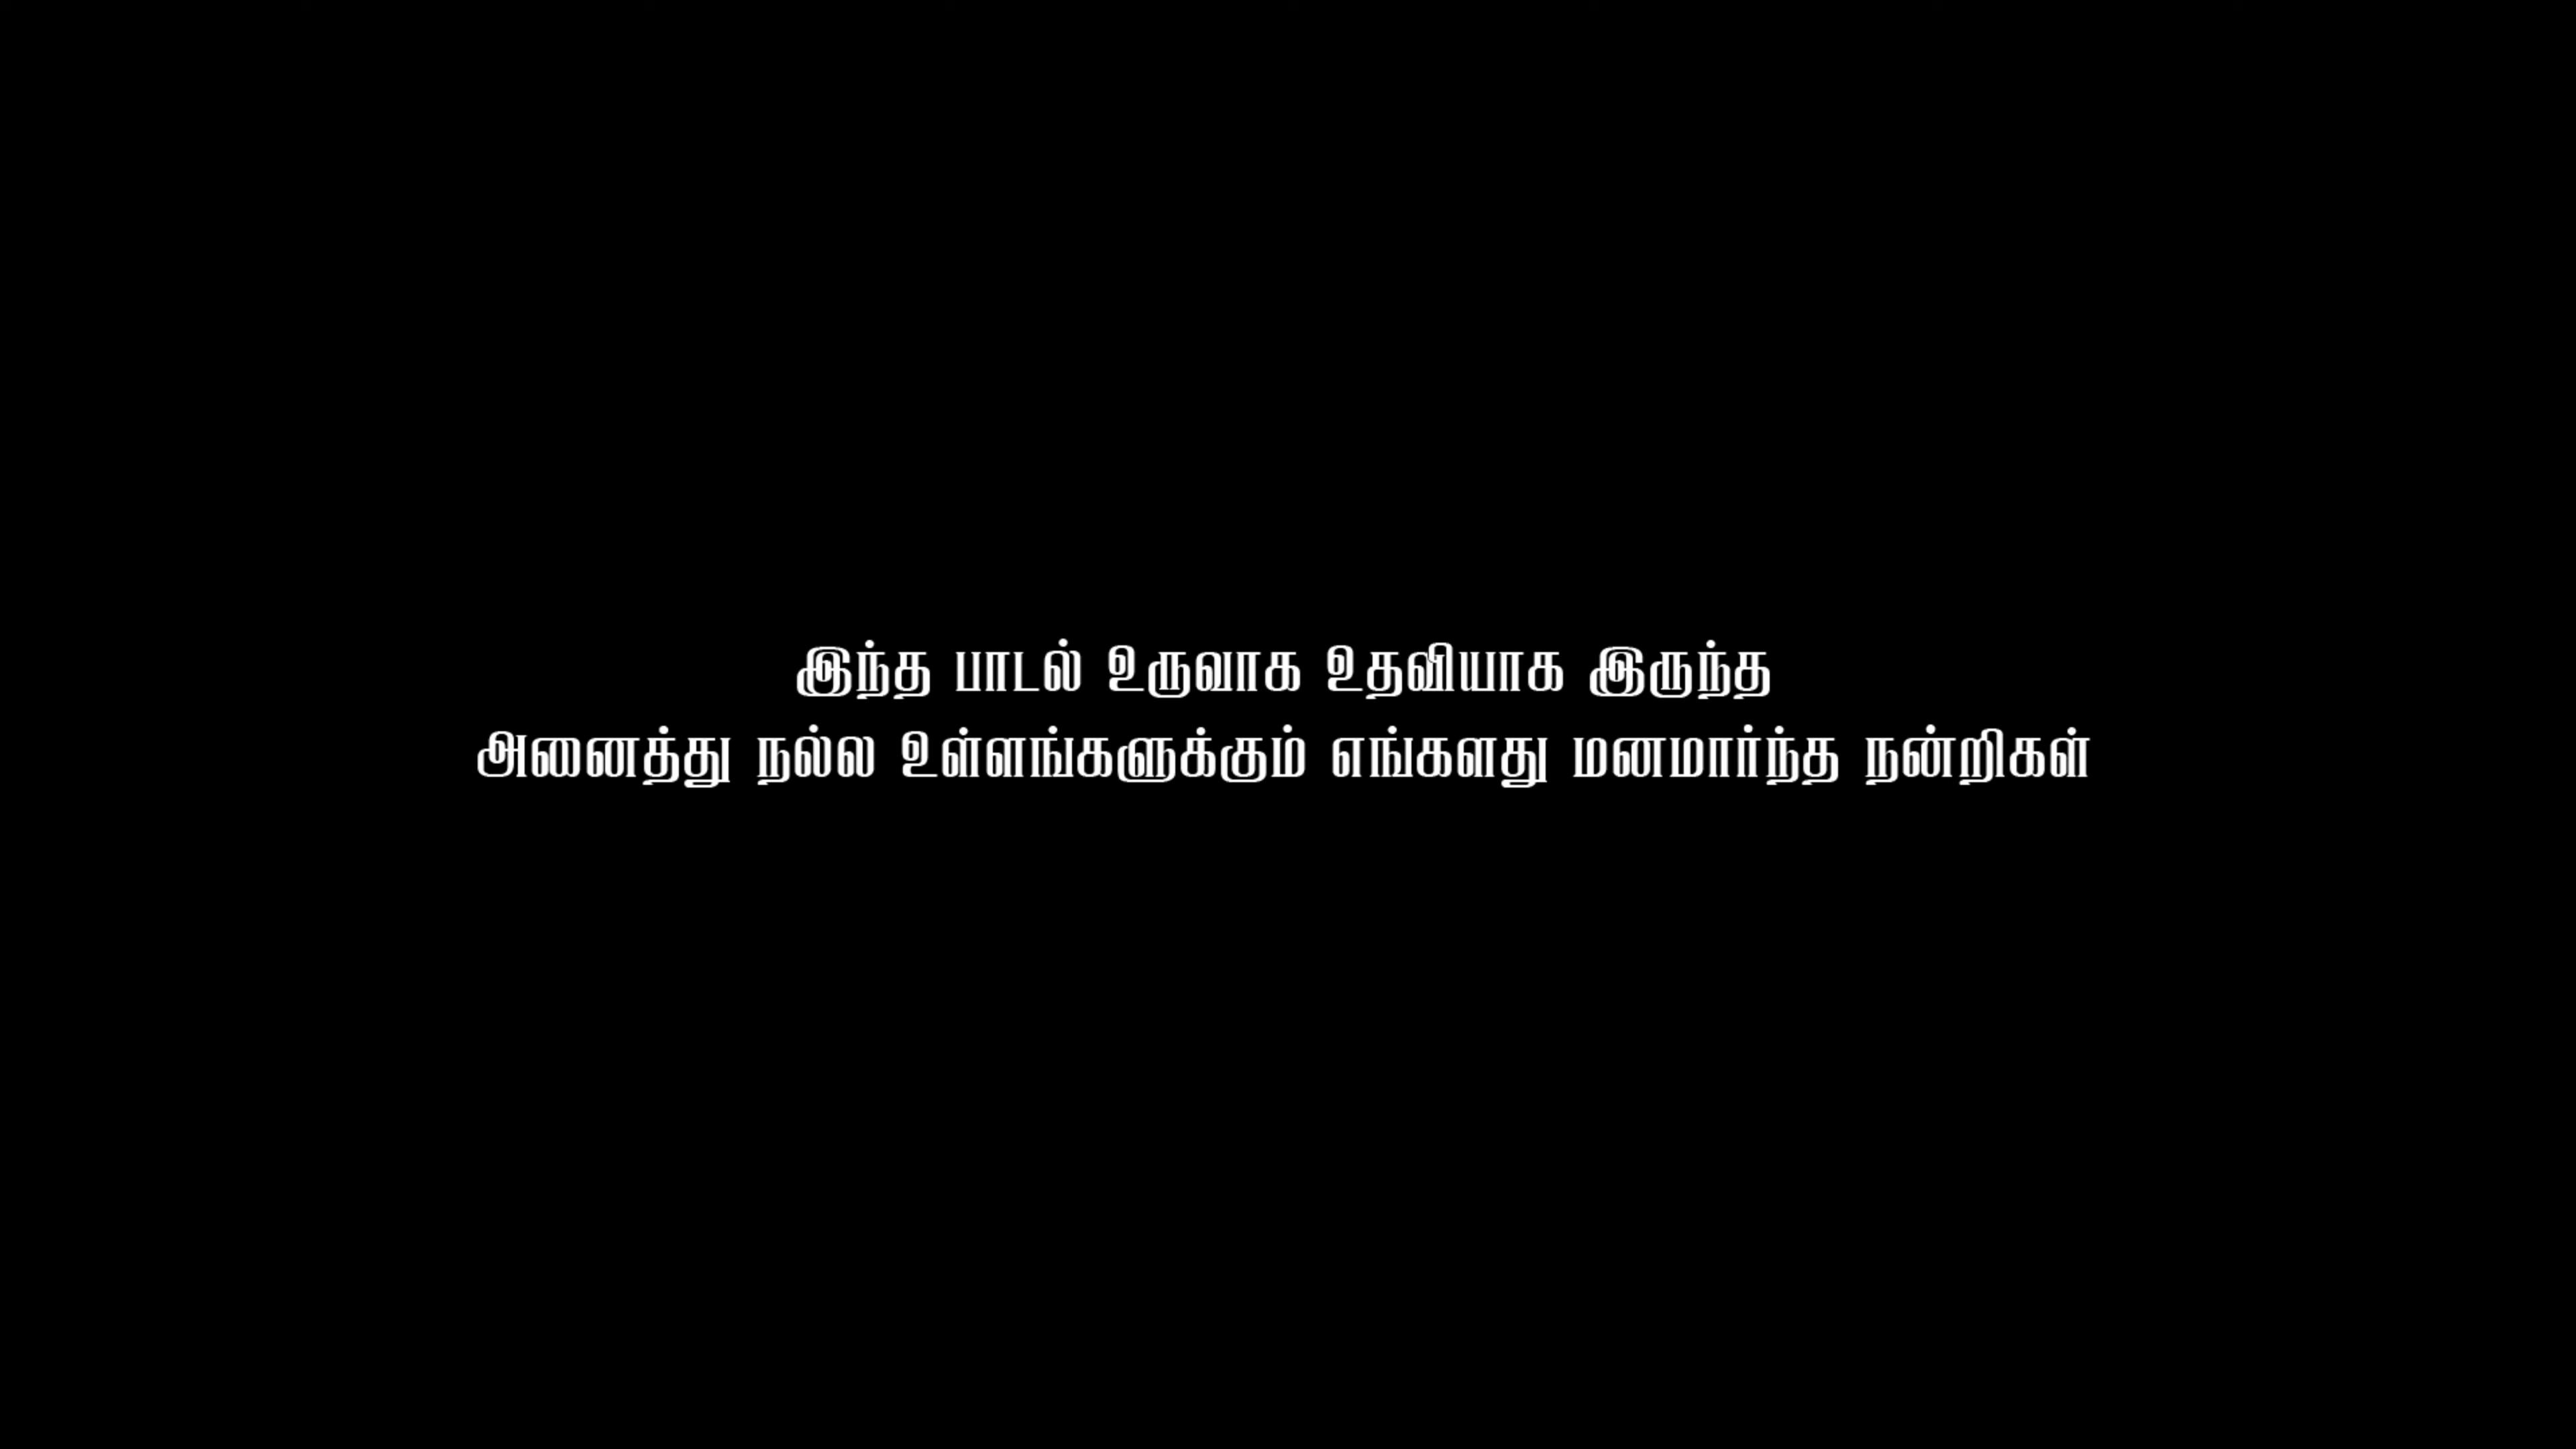 இந்த பாடல் உருவாக உதவியாக இருந்த
அனைத்து நல்ல உள்ளங்களுக்கும் எங்களது மனமார்ந்த நன்றிகள்